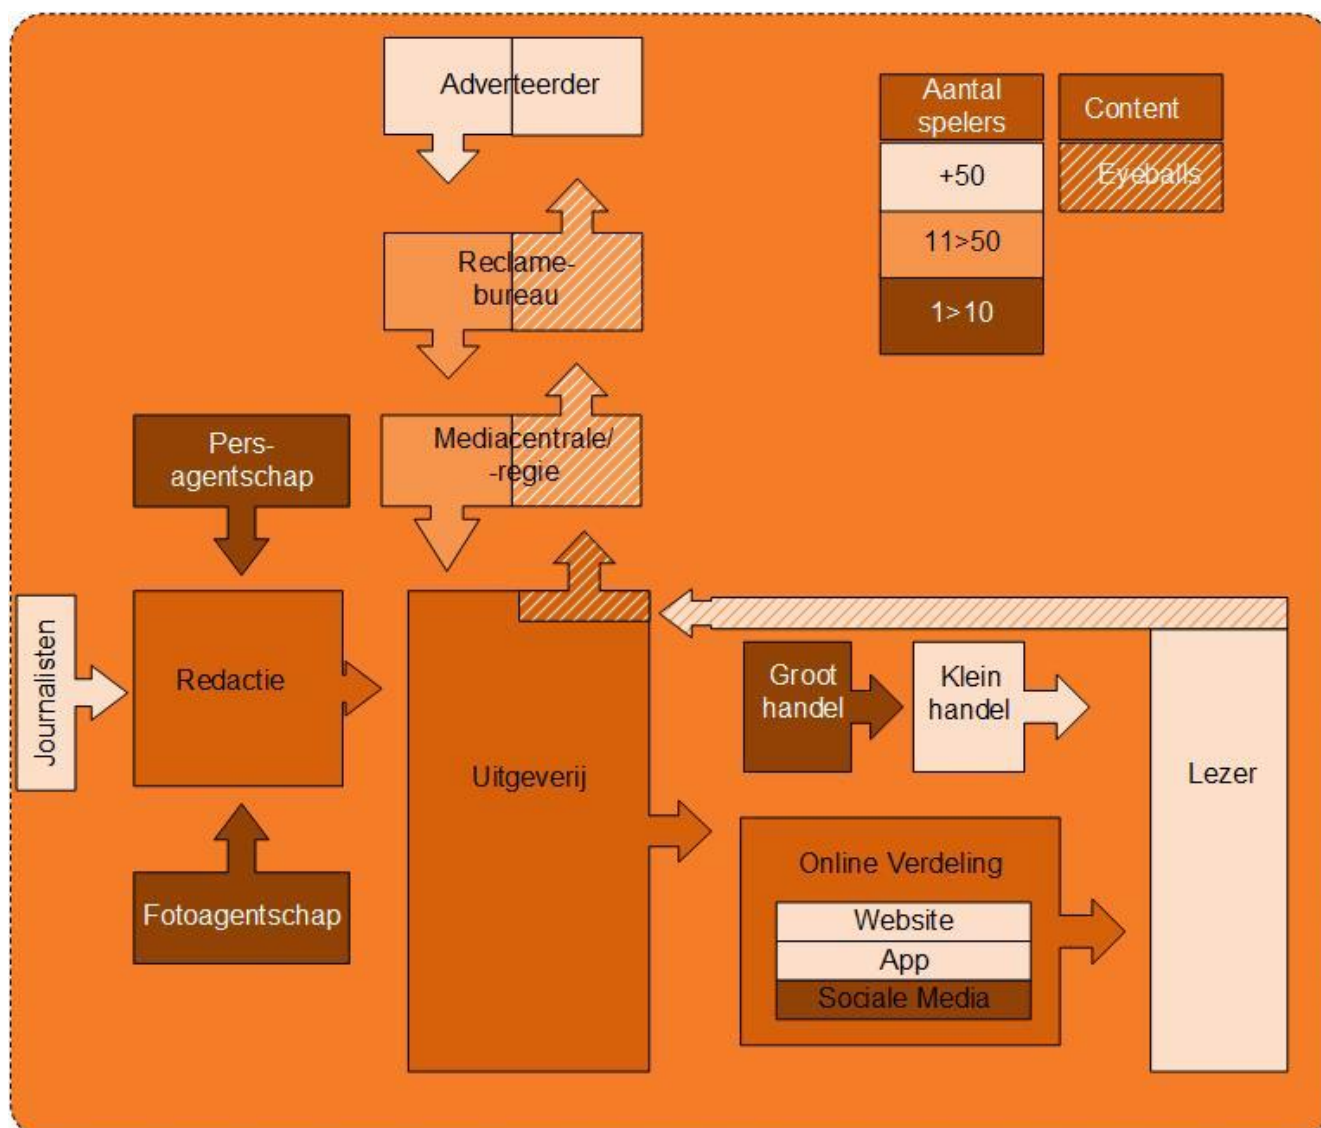 Adverteerder
Aantal
spelers
Content
+50
Eyeballs
11>50
1>10
Reclame-
bureau
Pers-
agentschap
Mediacentrale/
-regie
Journalisten
Redactie
Fotoagentschap
Uitgeverij
Groot
handel
Klein
handel
Lezer
Online Verdeling
Website
App
Sociale Media